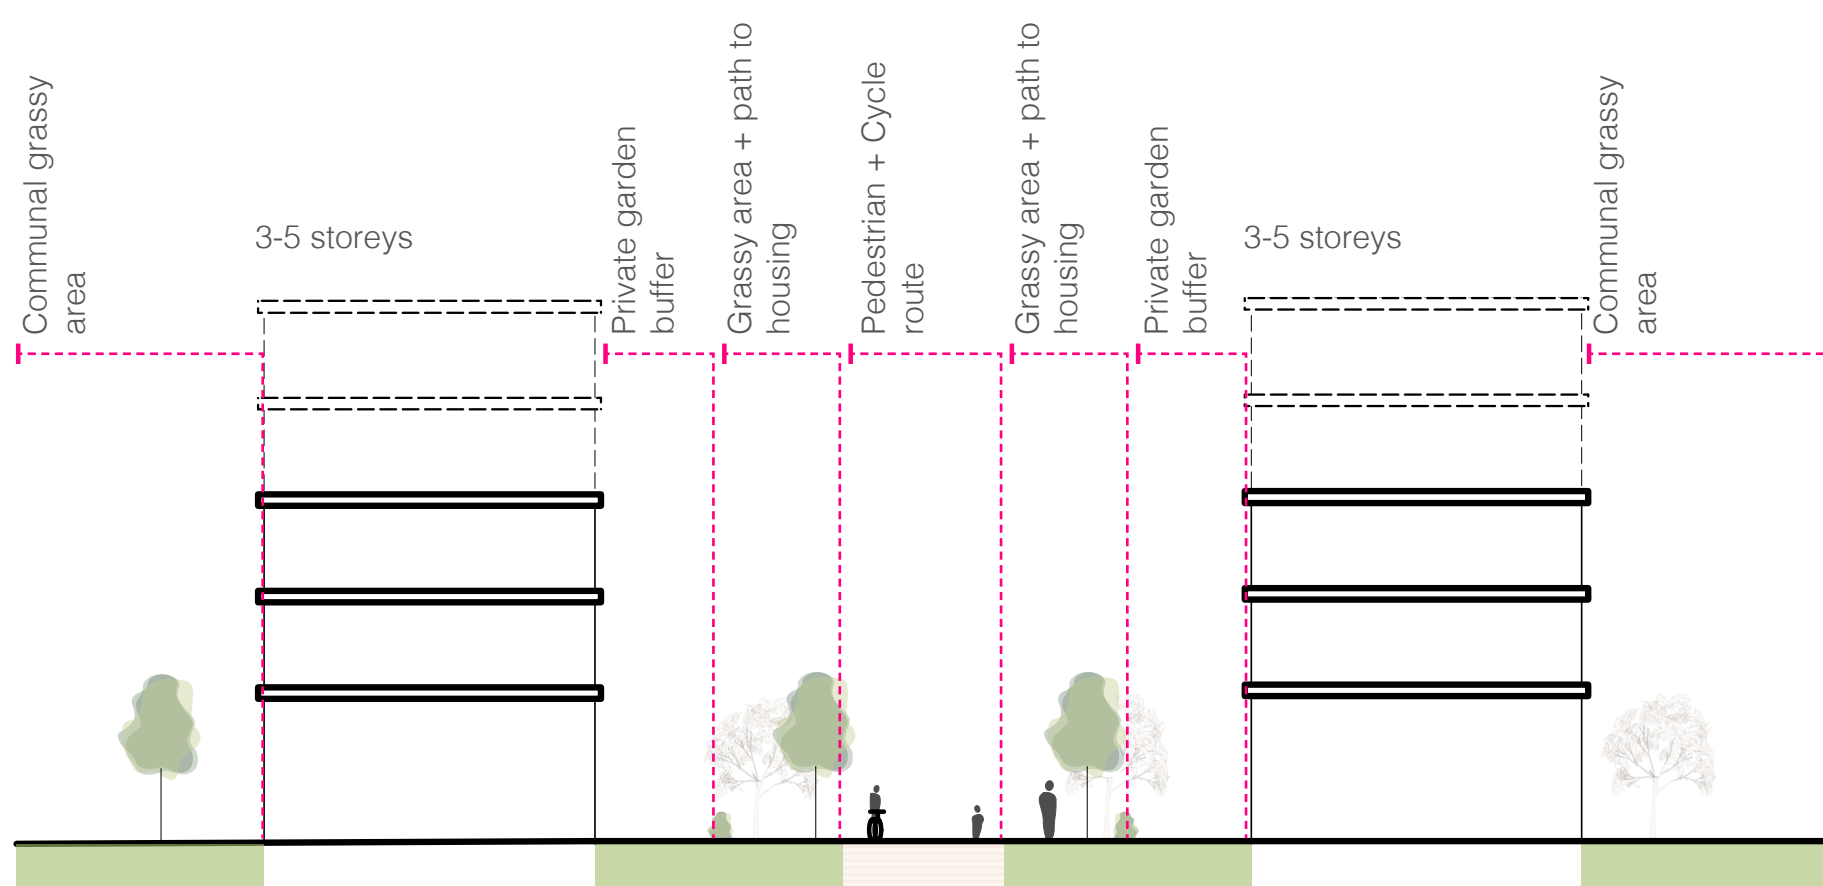 Communal grassy
area
3-5 storeys
Private garden
buffer
Grassy area + path to
housing
Pedestrian + Cycle
route
Grassy area + path to
housing
Private garden
buffer
3-5 storeys
Communal grassy
area